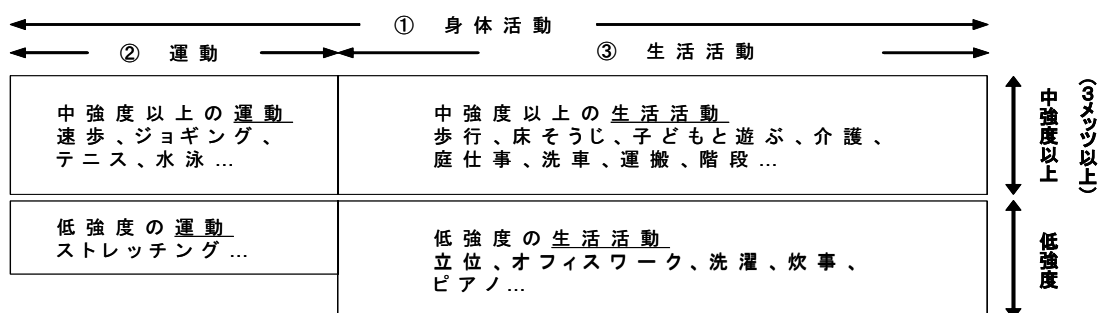 ① 身体活動
② 運動
③ 生活活動
中強度以上の運動
速歩、ジョギング、
テニス、水泳…
中強度以上の生活活動
歩行、床そうじ、子どもと遊ぶ、介護、
庭仕事、洗車、運搬、階段…
中強度以上
(3メッツ以上)
低強度の運動
ストレッチング…
低強度の生活活動
立位、オフィスワーク、洗濯、炊事、
ピアノ…
低強度